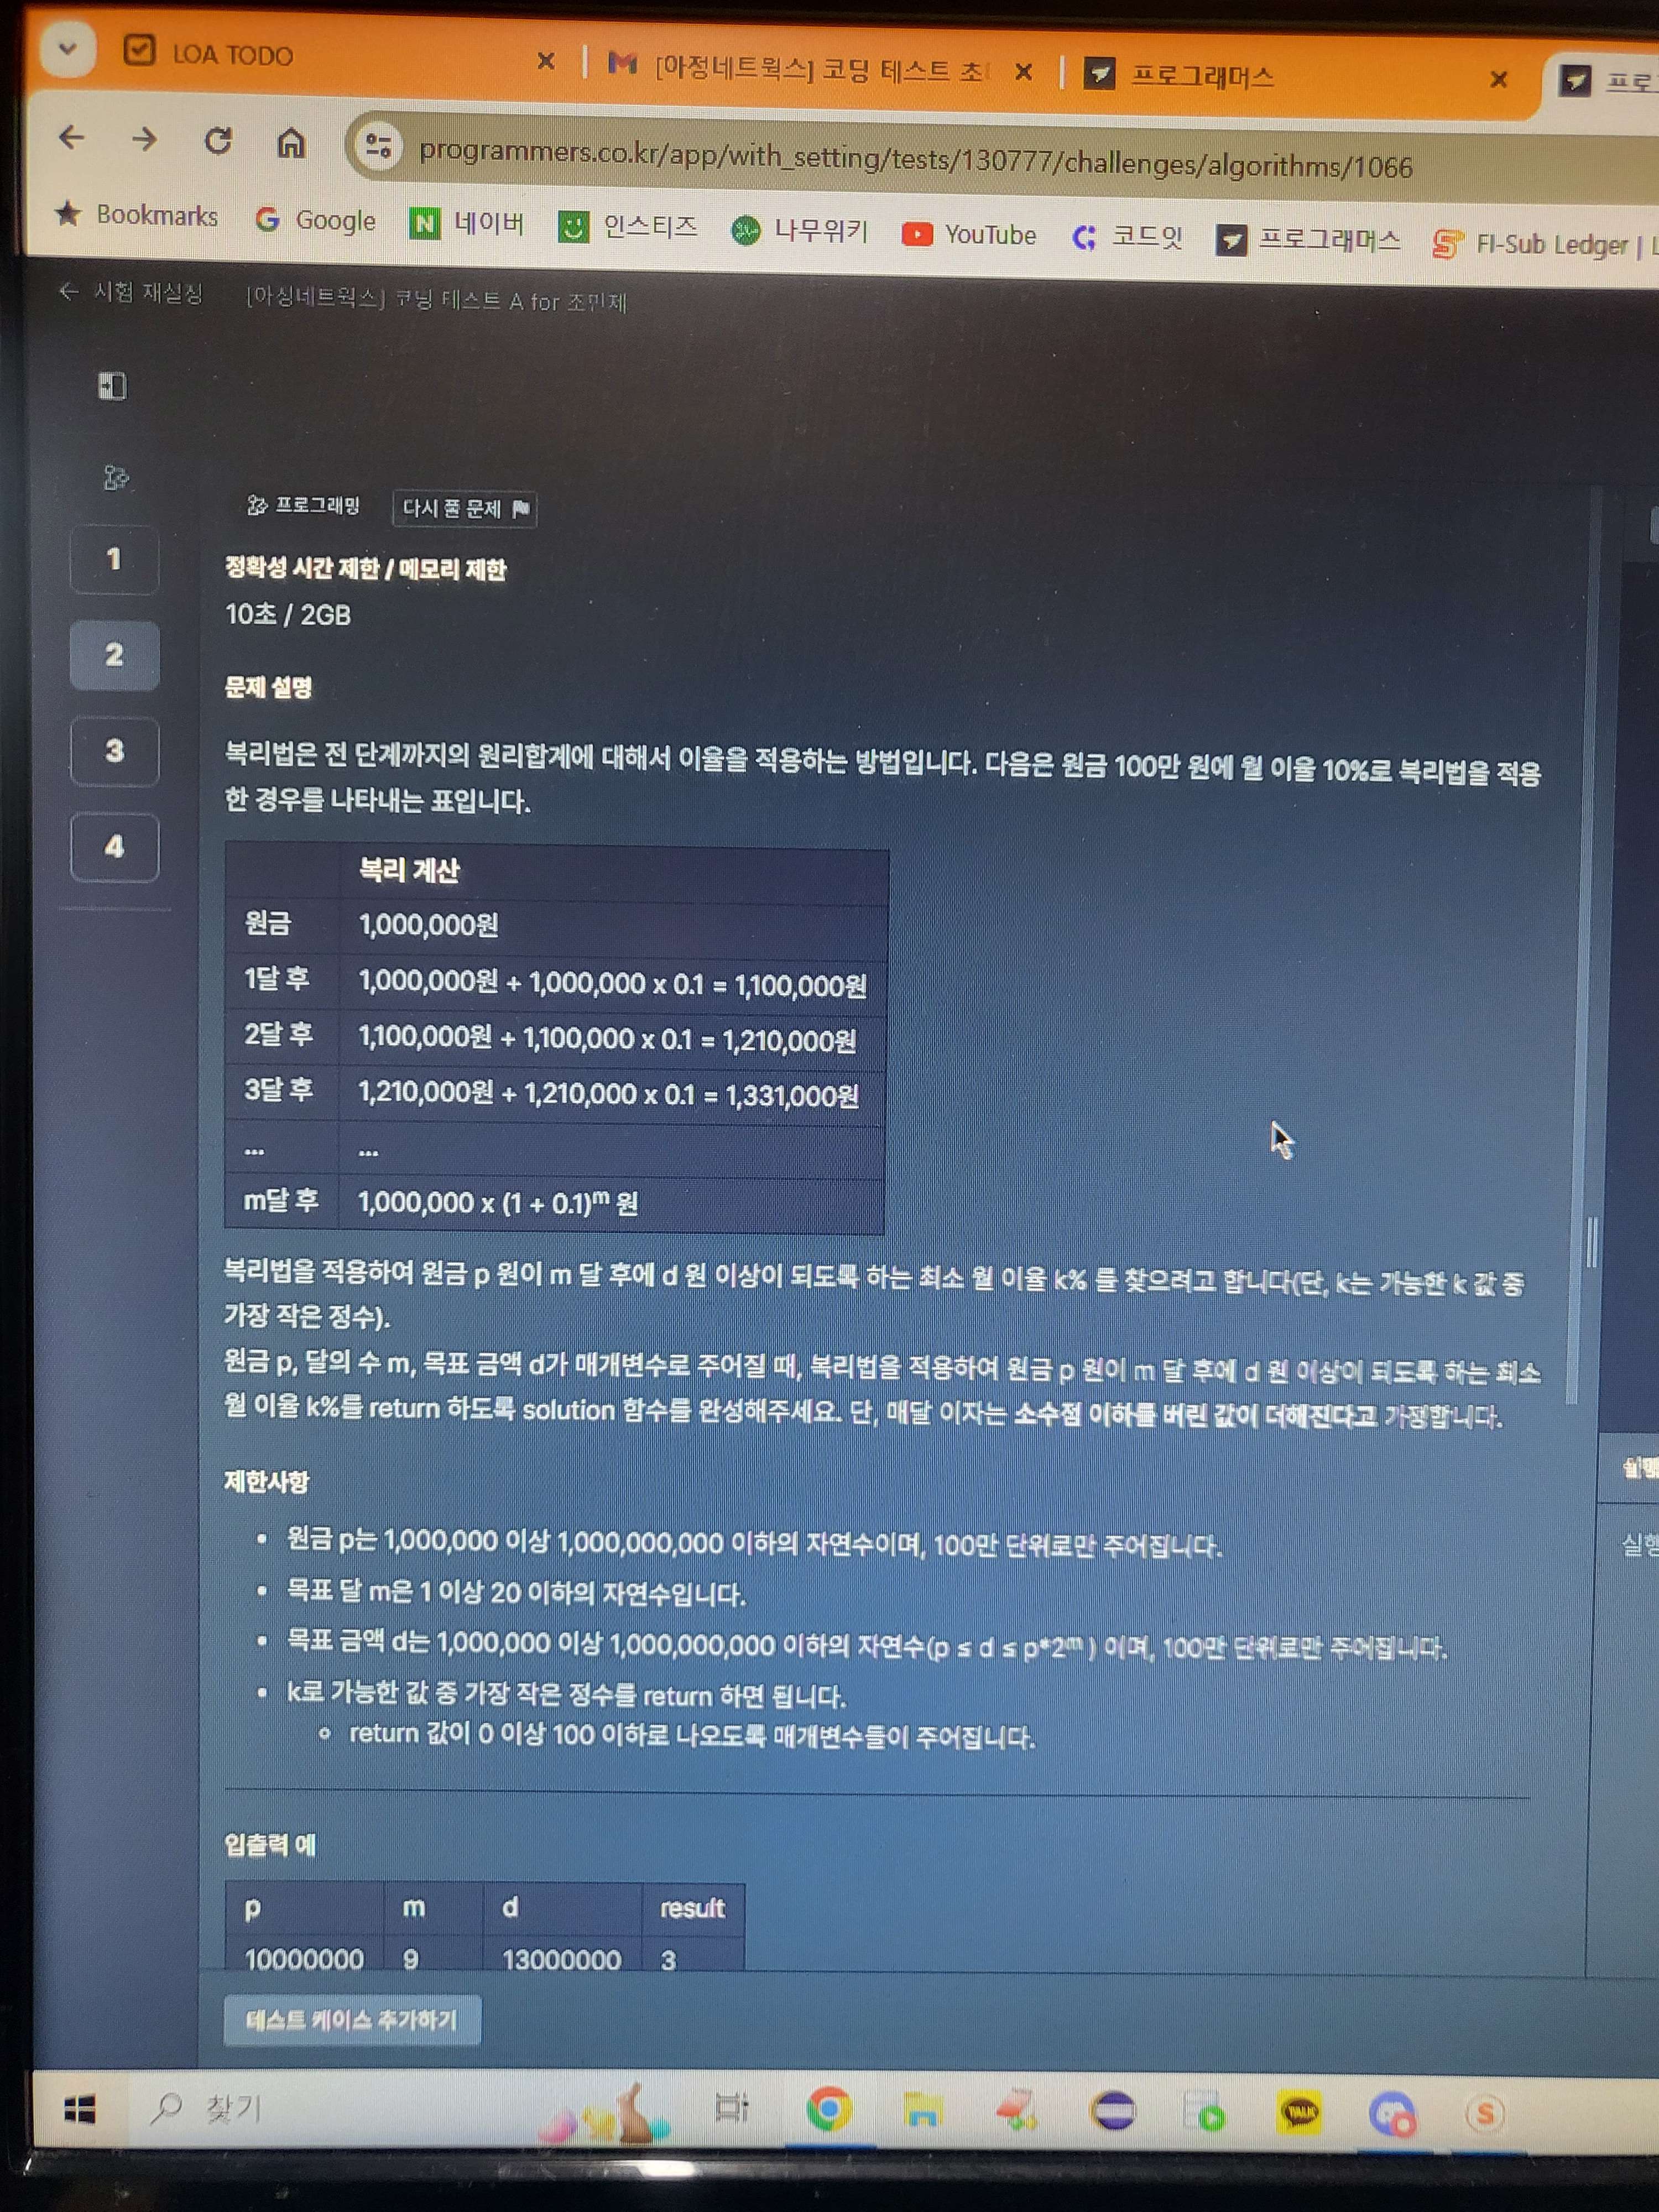 LOA TODO
[아정네트웍스] 코딩 테스트 초
프로그래머스
프로
programmers.co.kr/app/with_setting/tests/130777/challenges/algorithms/1066
Bookmarks Google 네이버 인스티즈 나무위키 YouTube 코드잇 프로그래머스 FI-Sub Ledger | L
시험 재설정 [아정네트웍스] 코딩 테스트 A for 조민제
프로그래밍 다시 풀 문제
1
2
3
4
정확성 시간 제한 / 메모리 제한
10초 / 2GB
문제 설명
복리법은 전 단계까지의 원리합계에 대해서 이율을 적용하는 방법입니다. 다음은 원금 100만 원에 월 이율 10%로 복리법을 적용
한 경우를 나타내는 표입니다.
복리 계산
원금 1,000,000원
1달 후 1,000,000원 + 1,000,000 x 0.1 = 1,100,000원
2달 후 1,100,000원 + 1,100,000 x 0.1 = 1,210,000원
3달 후 1,210,000원 + 1,210,000 x 0.1 = 1,331,000원
... ...
m달 후 1,000,000 x (1 + 0.1)ᵐ 원
복리법을 적용하여 원금 p 원이 m 달 후에 d 원 이상이 되도록 하는 최소 월 이율 k% 를 찾으려고 합니다(단, k는 가능한 k 값 중
가장 작은 정수).
원금 p, 달의 수 m, 목표 금액 d가 매개변수로 주어질 때, 복리법을 적용하여 원금 p 원이 m 달 후에 d 원 이상이 되도록 하는 최소
월 이율 k%를 return 하도록 solution 함수를 완성해주세요. 단, 매달 이자는 소수점 이하를 버린 값이 더해진다고 가정합니다.
제한사항
• 원금 p는 1,000,000 이상 1,000,000,000 이하의 자연수이며, 100만 단위로만 주어집니다.
• 목표 달 m은 1 이상 20 이하의 자연수입니다.
• 목표 금액 d는 1,000,000 이상 1,000,000,000 이하의 자연수(p ≤ d ≤ p*2ᵐ ) 이며, 100만 단위로만 주어집니다.
• k로 가능한 값 중 가장 작은 정수를 return 하면 됩니다.
return 값이 0 이상 100 이하로 나오도록 매개변수들이 주어집니다.
입출력 예
p m d result
10000000 9 13000000 3
테스트 케이스 추가하기
실행
찾기
TALK